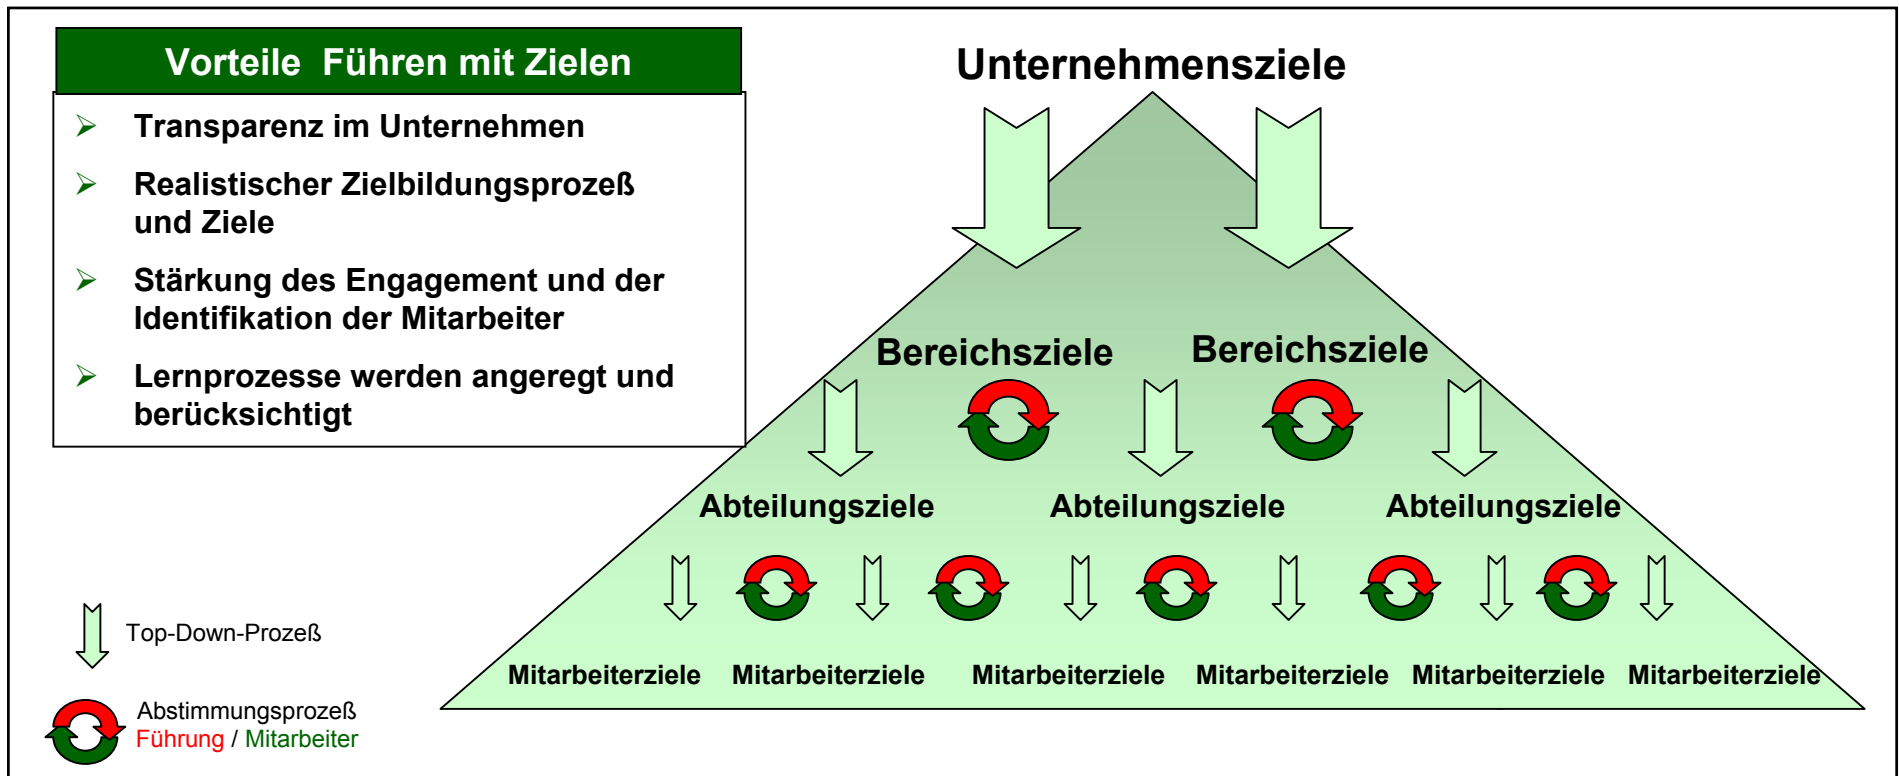 Vorteile Führen mit Zielen
Transparenz im Unternehmen
Realistischer Zielbildungsprozeß
und Ziele
Stärkung des Engagement und der
Identifikation der Mitarbeiter
Lernprozesse werden angeregt und
berücksichtigt
Unternehmensziele
Bereichsziele Bereichsziele
Abteilungsziele Abteilungsziele Abteilungsziele
Mitarbeiterziele Mitarbeiterziele Mitarbeiterziele Mitarbeiterziele Mitarbeiterziele Mitarbeiterziele
Top-Down-Prozeß
Abstimmungsprozeß
Führung / Mitarbeiter